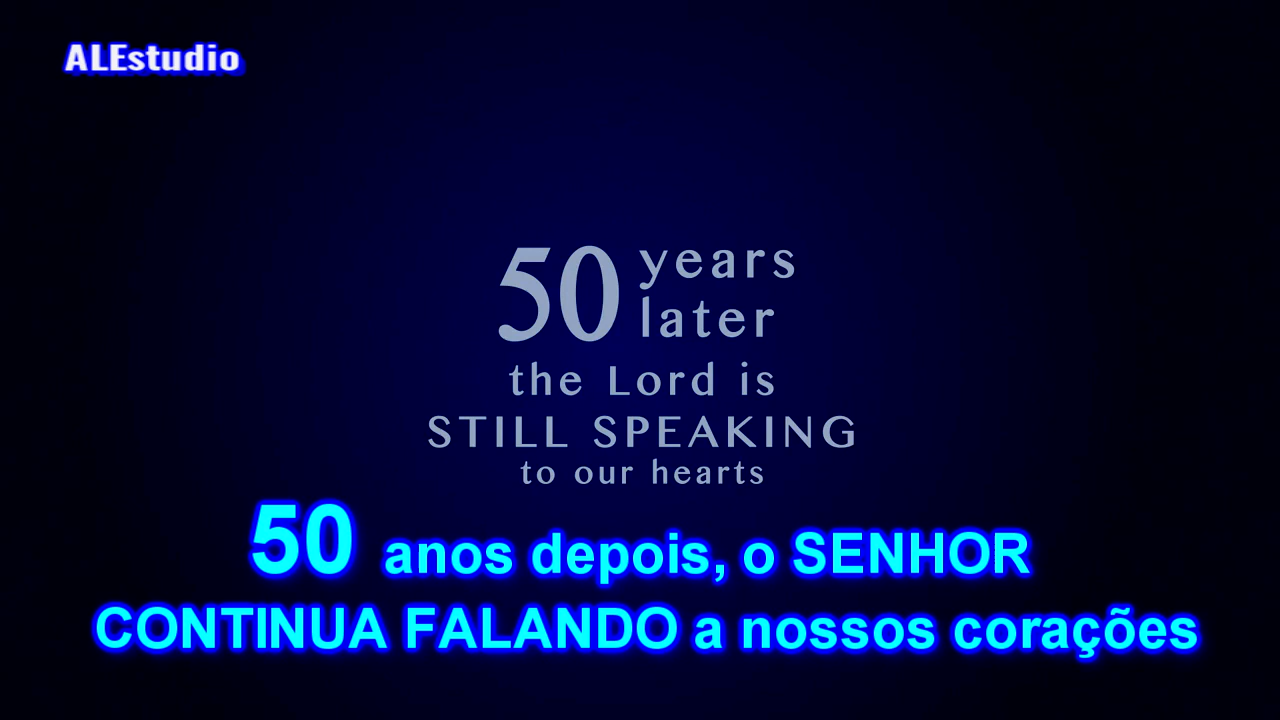 ALEstudio
50 years
later
the Lord is
STILL SPEAKING
to our hearts
50 anos depois, o SENHOR
CONTINUA FALANDO a nossos corações